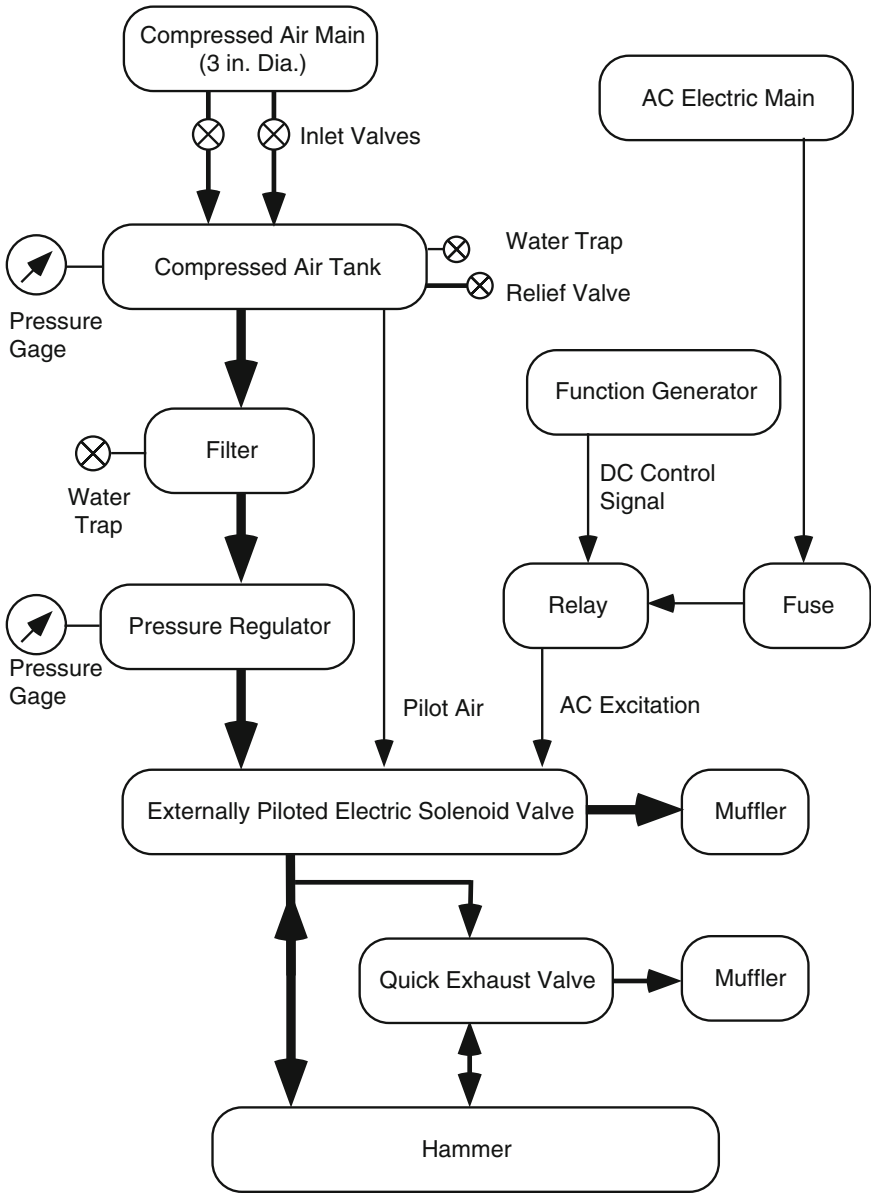 Compressed Air Main
(3 in. Dia.)
AC Electric Main
Inlet Valves
Compressed Air Tank
Water Trap
Relief Valve
Pressure
Gage
Function Generator
Filter
Water
Trap
DC Control
Signal
Pressure Regulator
Relay
Fuse
Pressure
Gage
Pilot Air
AC Excitation
Externally Piloted Electric Solenoid Valve
Muffler
Quick Exhaust Valve
Muffler
Hammer